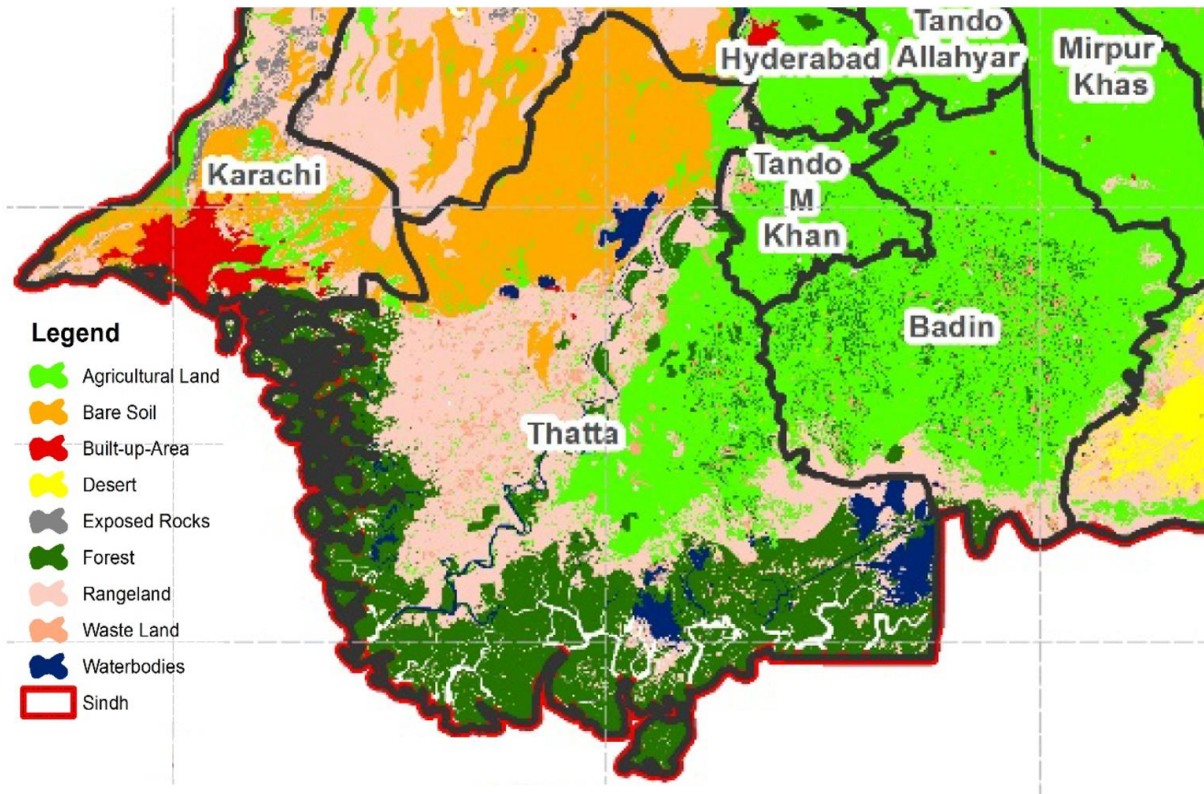 Tando
Allahyar
Hyderabad
Mirpur
Khas
Karachi
Tando
M
Khan
Badin
Thatta
Legend
Agricultural Land
Bare Soil
Built-up-Area
Desert
Exposed Rocks
Forest
Rangeland
Waste Land
Waterbodies
Sindh